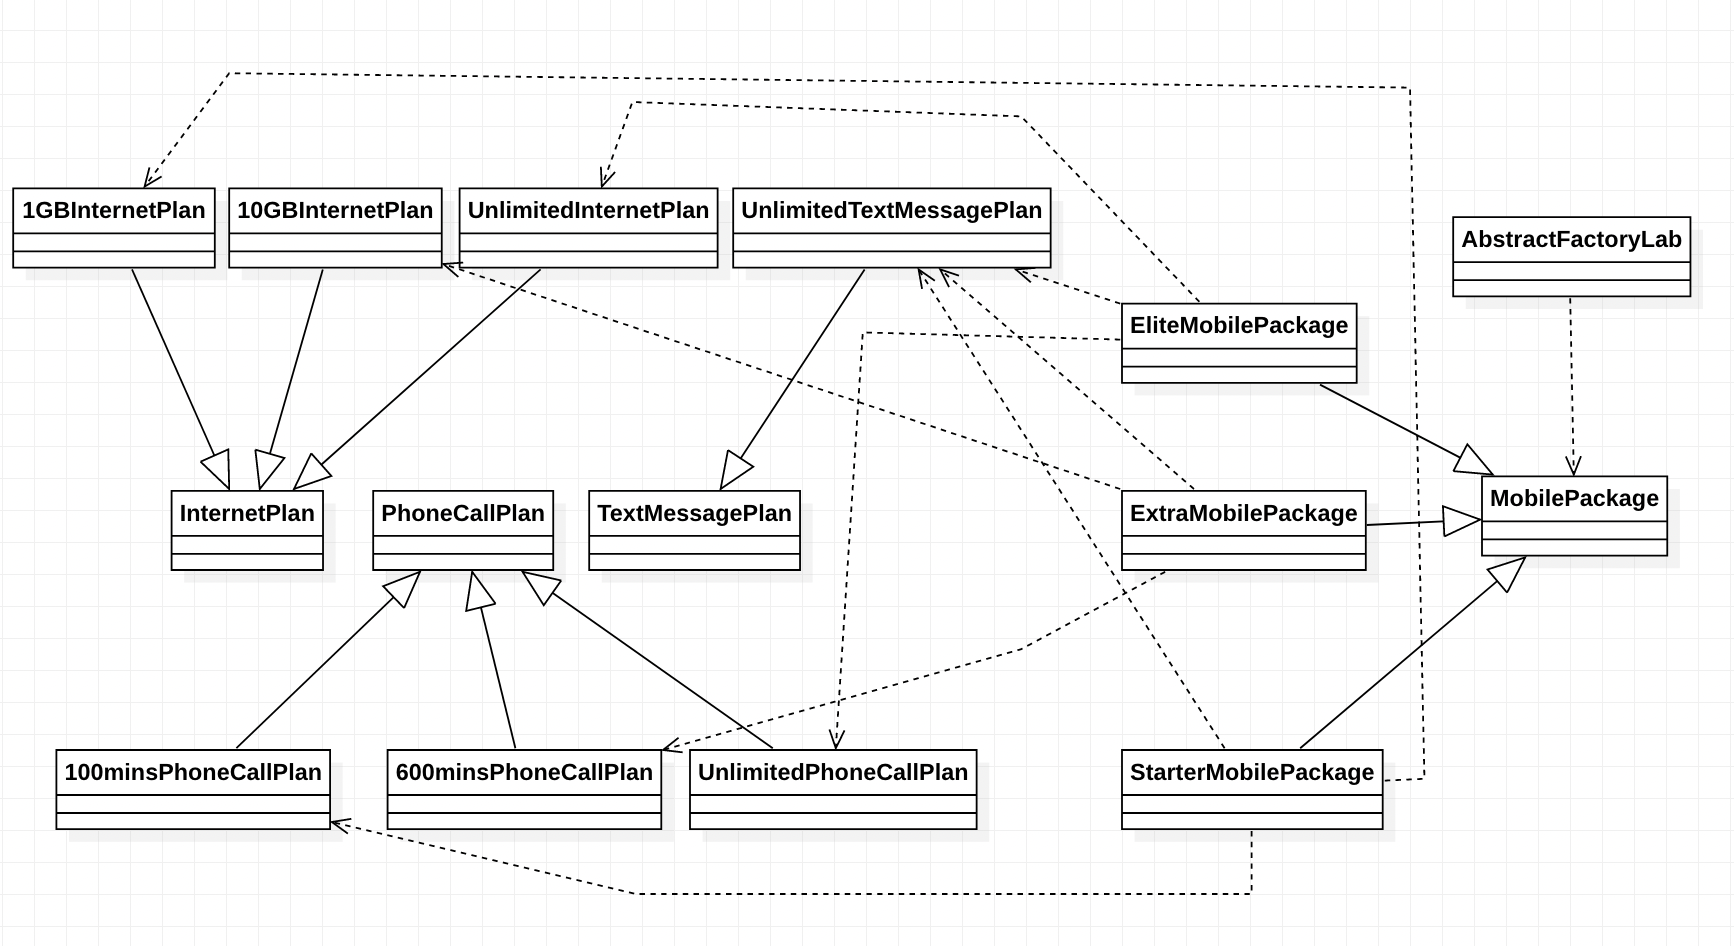 1GBInternetPlan
10GBInternetPlan
UnlimitedInternetPlan
UnlimitedTextMessagePlan
AbstractFactoryLab
EliteMobilePackage
InternetPlan
PhoneCallPlan
TextMessagePlan
ExtraMobilePackage
MobilePackage
100minsPhoneCallPlan
600minsPhoneCallPlan
UnlimitedPhoneCallPlan
StarterMobilePackage